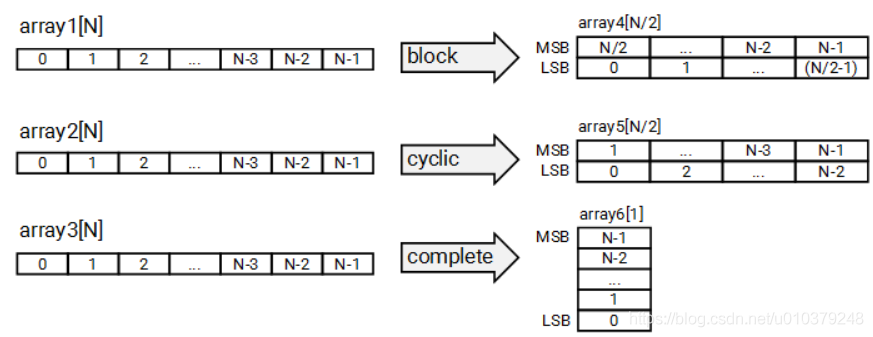 array1[N]
0 1 2 ... N-3 N-2 N-1
block
array4[N/2]
MSB N/2 ... N-2 N-1
LSB 0 1 ... (N/2-1)
array2[N]
0 1 2 ... N-3 N-2 N-1
cyclic
array5[N/2]
MSB 1 ... N-3 N-1
LSB 0 2 ... N-2
array3[N]
0 1 2 ... N-3 N-2 N-1
complete
array6[1]
MSB N-1
N-2
...
1
LSB 0
https://blog.csdn.net/u010379248